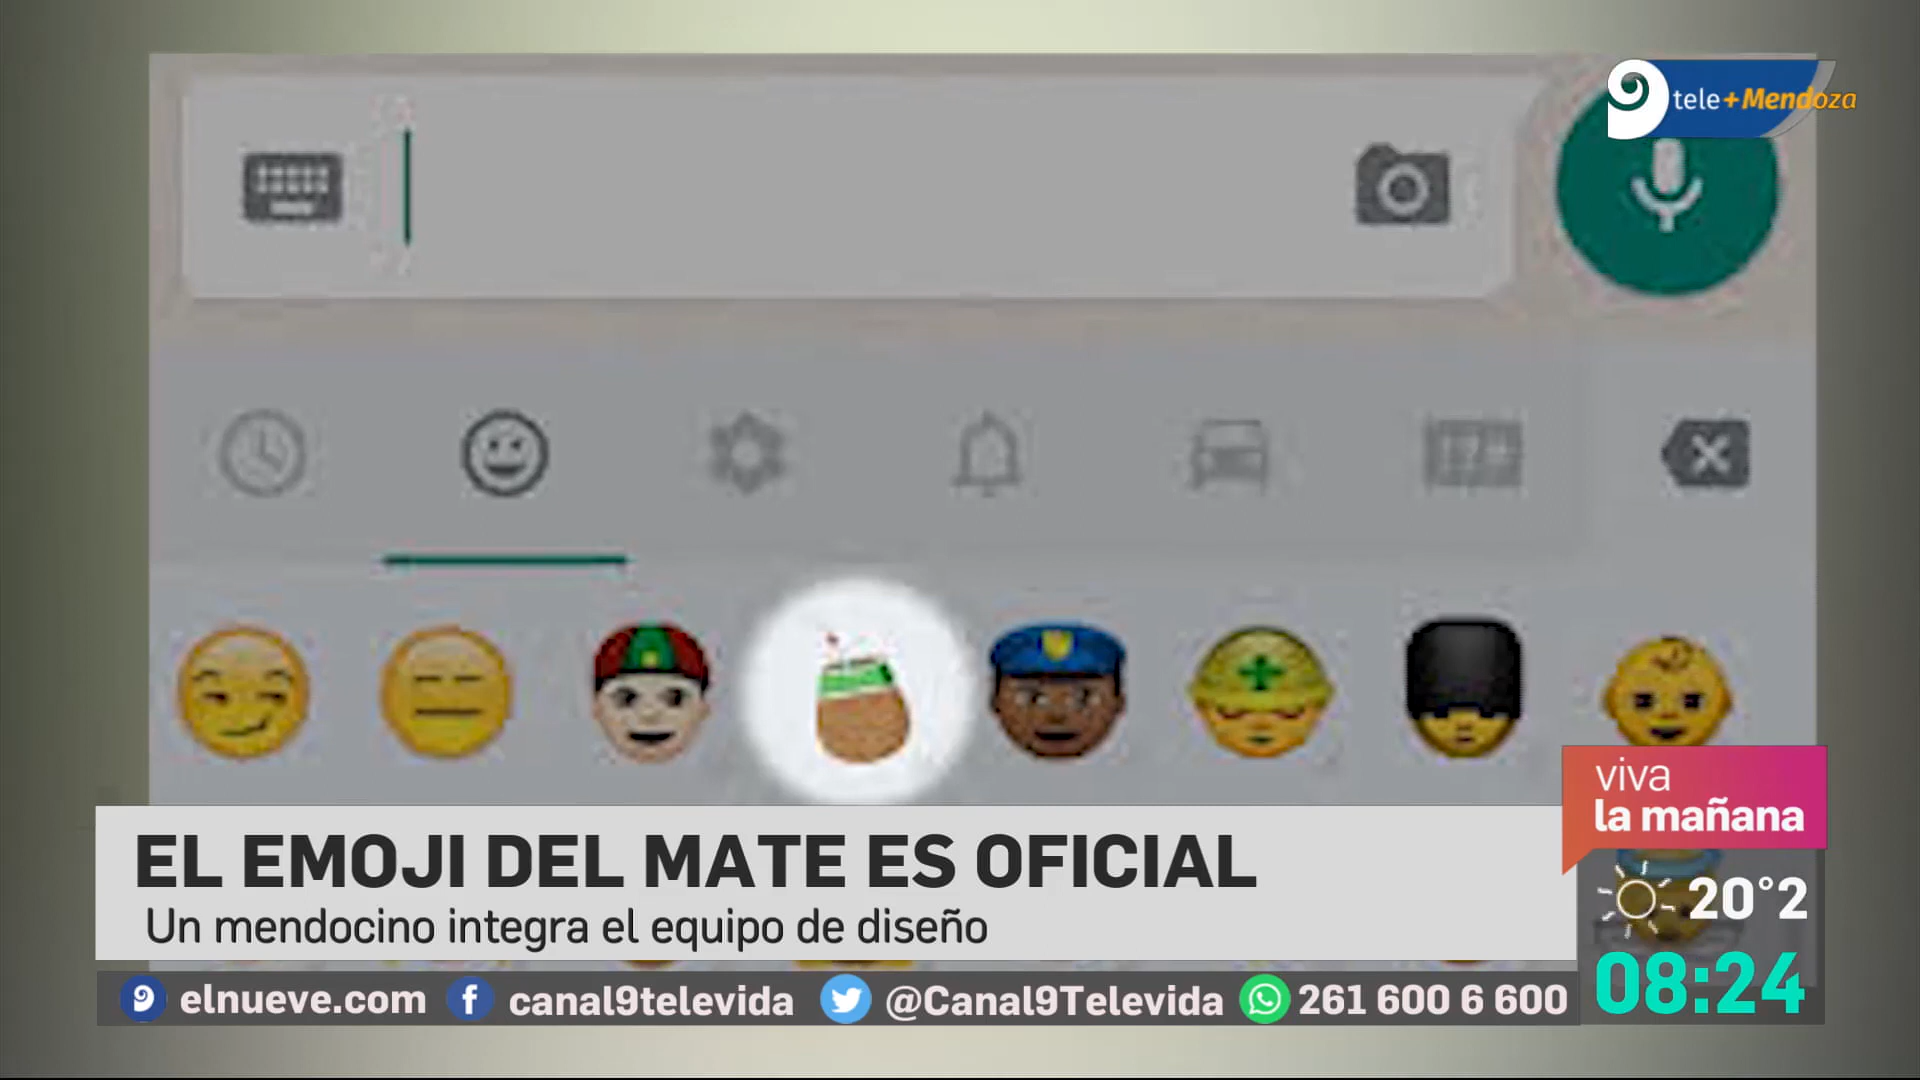 tele+Mendoza
EL EMOJI DEL MATE ES OFICIAL
Un mendocino integra el equipo de diseño
viva
la mañana
20°2
08:24
elnueve.com
canal9televida
@Canal9Televida
261 600 6 600